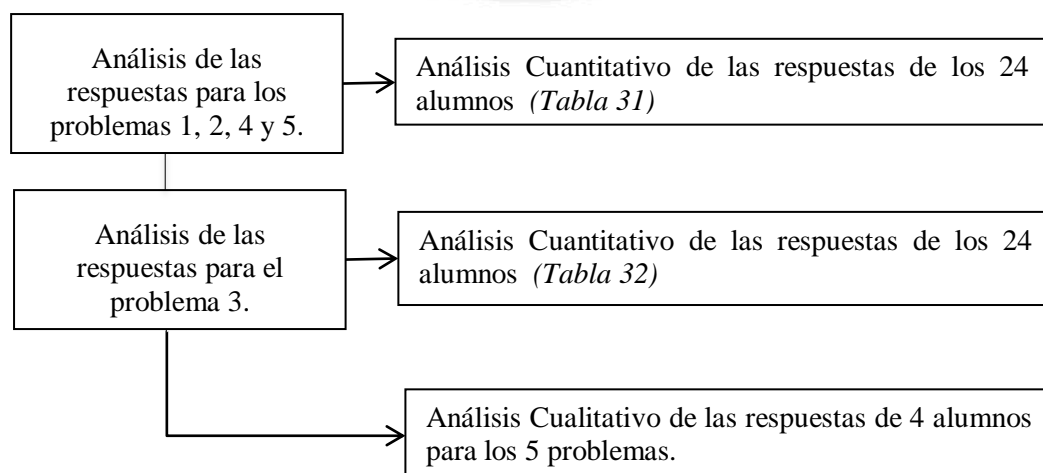 Análisis de las
respuestas para los
problemas 1, 2, 4 y 5.
Análisis Cuantitativo de las respuestas de los 24
alumnos (Tabla 31)
Análisis de las
respuestas para el
problema 3.
Análisis Cuantitativo de las respuestas de los 24
alumnos (Tabla 32)
Análisis Cualitativo de las respuestas de 4 alumnos
para los 5 problemas.